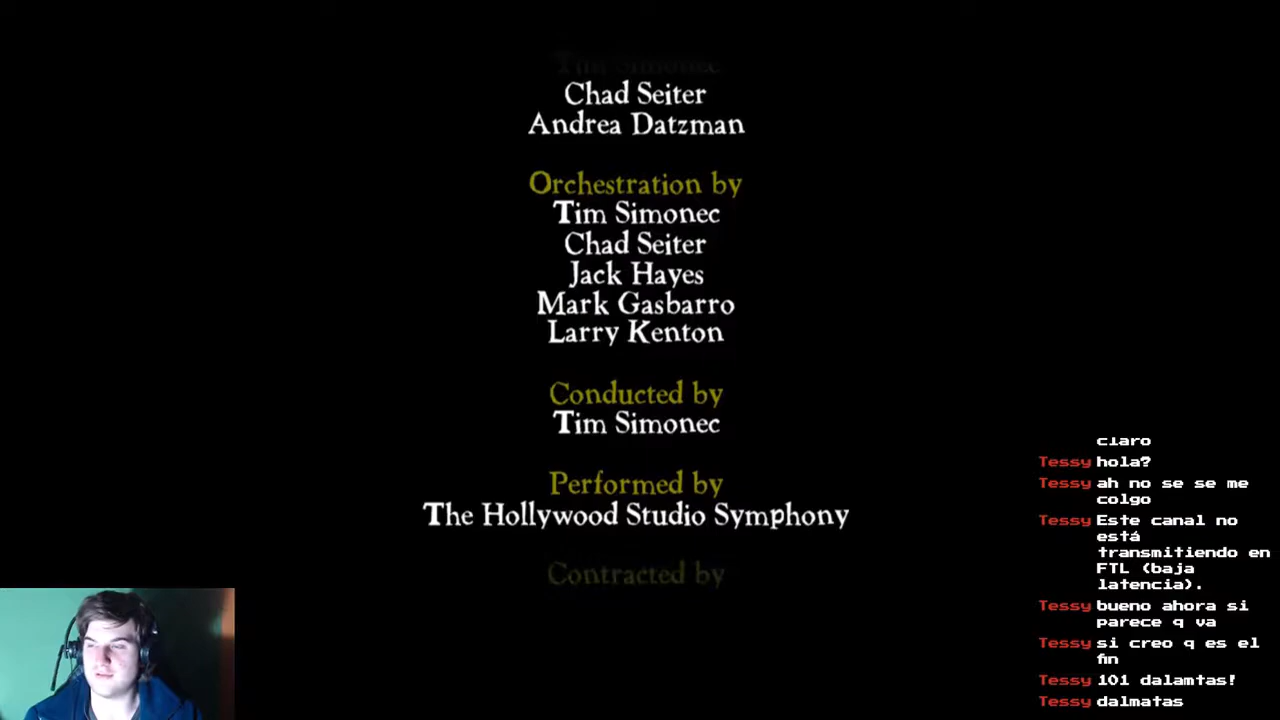 Tim Simonec
Chad Seiter
Andrea Datzman
Orchestration by
Tim Simonec
Chad Seiter
Jack Hayes
Mark Gasbarro
Larry Kenton
Conducted by
Tim Simonec
Performed by
The Hollywood Studio Symphony
Contracted by
claro
Tessy hola?
Tessy ah no se se me
colgo
Tessy Este canal no
está
transmitiendo en
FTL (baja
latencia).
Tessy bueno ahora si
parece q va
Tessy si creo q es el
fin
Tessy 101 dalamtas!
Tessy dalmatas